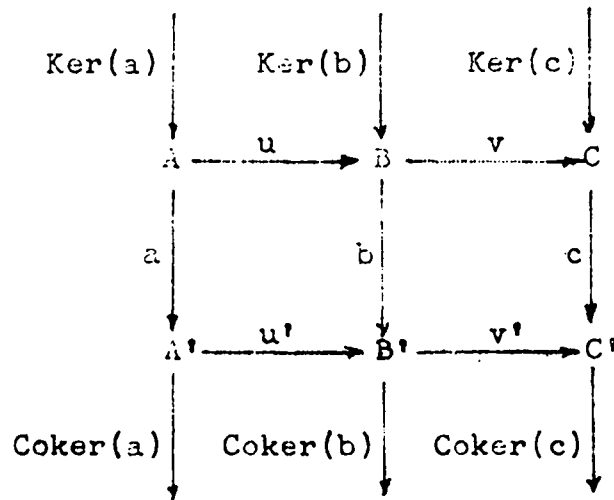 Ker(a) Ker(b) Ker(c)
u v
A B C
a b c
u' v'
A' B' C'
Coker(a) Coker(b) Coker(c)